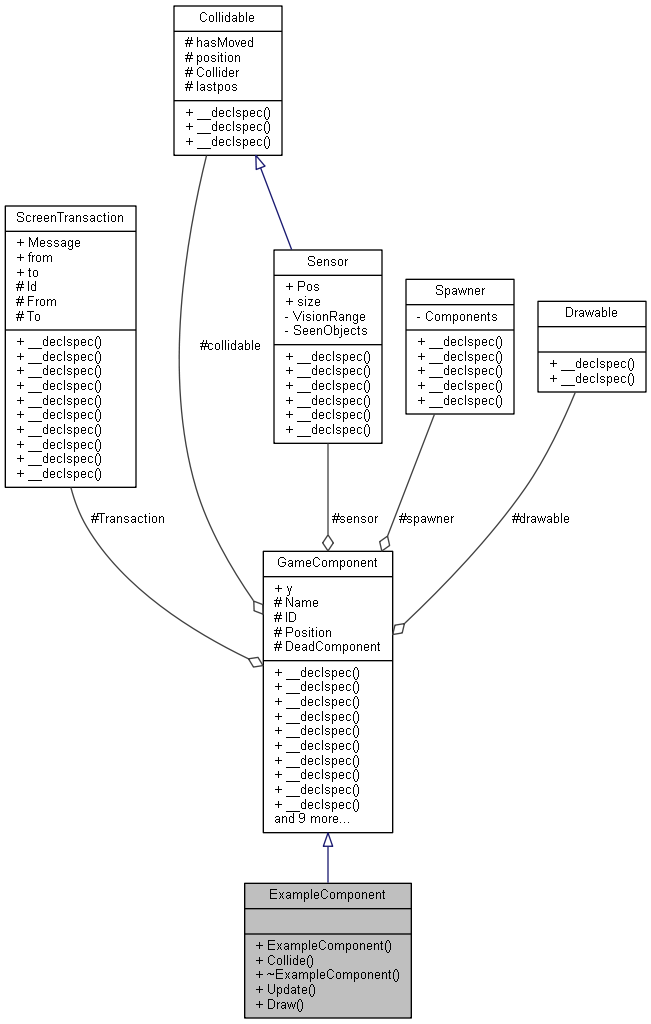 Collidable
# hasMoved
# position
# Collider
# lastpos
+ __declspec()
+ __declspec()
+ __declspec()
ScreenTransaction
+ Message
+ from
+ to
# Id
# From
# To
+ __declspec()
+ __declspec()
+ __declspec()
+ __declspec()
+ __declspec()
+ __declspec()
+ __declspec()
+ __declspec()
+ __declspec()
+ __declspec()
Sensor
+ Pos
+ size
- VisionRange
- SeenObjects
+ __declspec()
+ __declspec()
+ __declspec()
+ __declspec()
+ __declspec()
+ __declspec()
Spawner
- Components
+ __declspec()
+ __declspec()
+ __declspec()
+ __declspec()
+ __declspec()
Drawable
+ __declspec()
+ __declspec()
#collidable
#Transaction
#sensor
#spawner
#drawable
GameComponent
+ y
# Name
# ID
# Position
# DeadComponent
+ __declspec()
+ __declspec()
+ __declspec()
+ __declspec()
+ __declspec()
+ __declspec()
+ __declspec()
+ __declspec()
+ __declspec()
+ __declspec()
and 9 more...
ExampleComponent
+ ExampleComponent()
+ Collide()
+ ~ExampleComponent()
+ Update()
+ Draw()